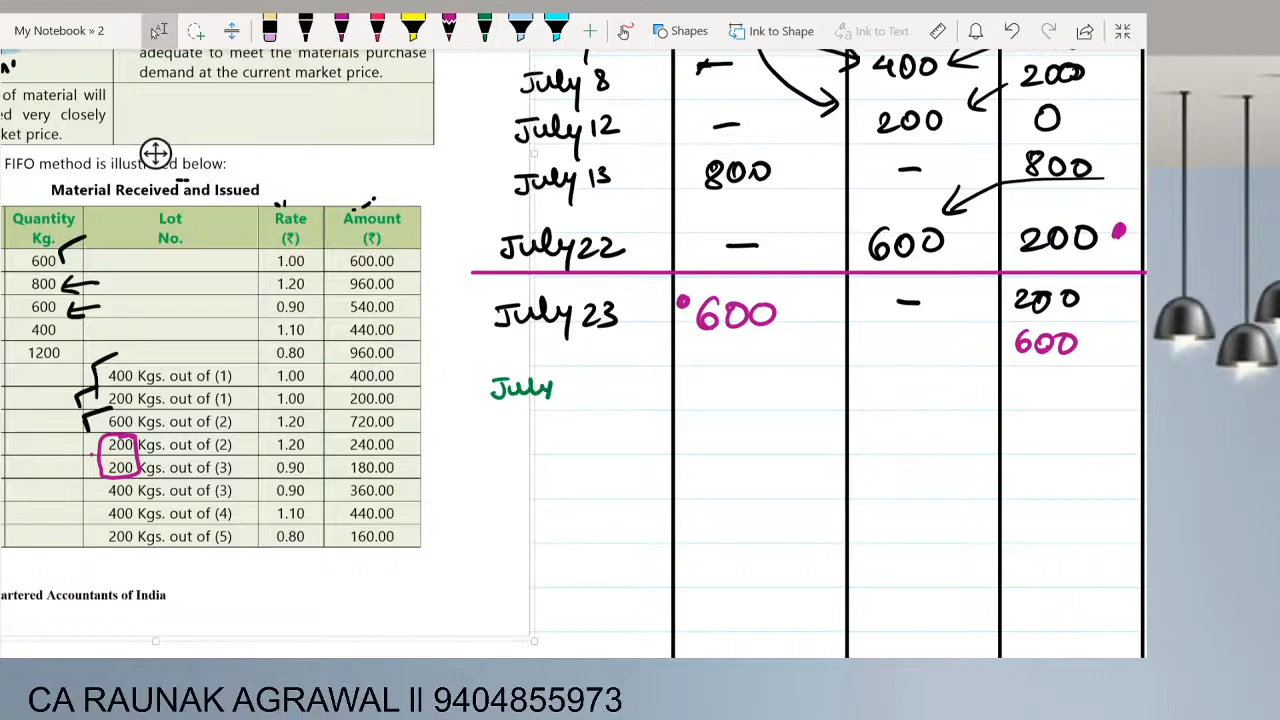 My Notebook » 2
Shapes
Ink to Shape
Ink to Text
adequate to meet the materials purchase
demand at the current market price.
of material will
ed very closely
ket price.
FIFO method is illust ed below:
Material Received and Issued
Quantity Kg. Lot No. Rate (₹) Amount (₹)
600 1.00 600.00
800 1.20 960.00
600 0.90 540.00
400 1.10 440.00
1200 0.80 960.00
400 Kgs. out of (1) 1.00 400.00
200 Kgs. out of (1) 1.00 200.00
600 Kgs. out of (2) 1.20 720.00
200 Kgs. out of (2) 1.20 240.00
200 Kgs. out of (3) 0.90 180.00
400 Kgs. out of (3) 0.90 360.00
400 Kgs. out of (4) 1.10 440.00
200 Kgs. out of (5) 0.80 160.00
artered Accountants of India
July 8 - 400 200
July 12 - 200 0
July 13 800 - 800
July 22 - 600 200
July 23 600 - 200
600
July
CA RAUNAK AGRAWAL II 9404855973